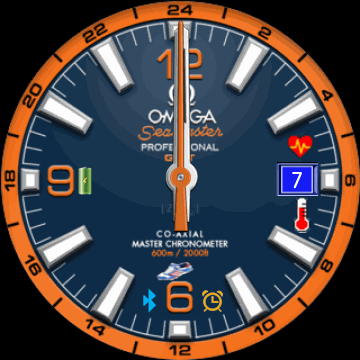 24
2
4
6
8
10
12
14
16
18
20
22
12
OMEGA
Seamaster
PROFESSIONAL
9
7
CO-AXIAL
MASTER CHRONOMETER
600m / 2000ft
6